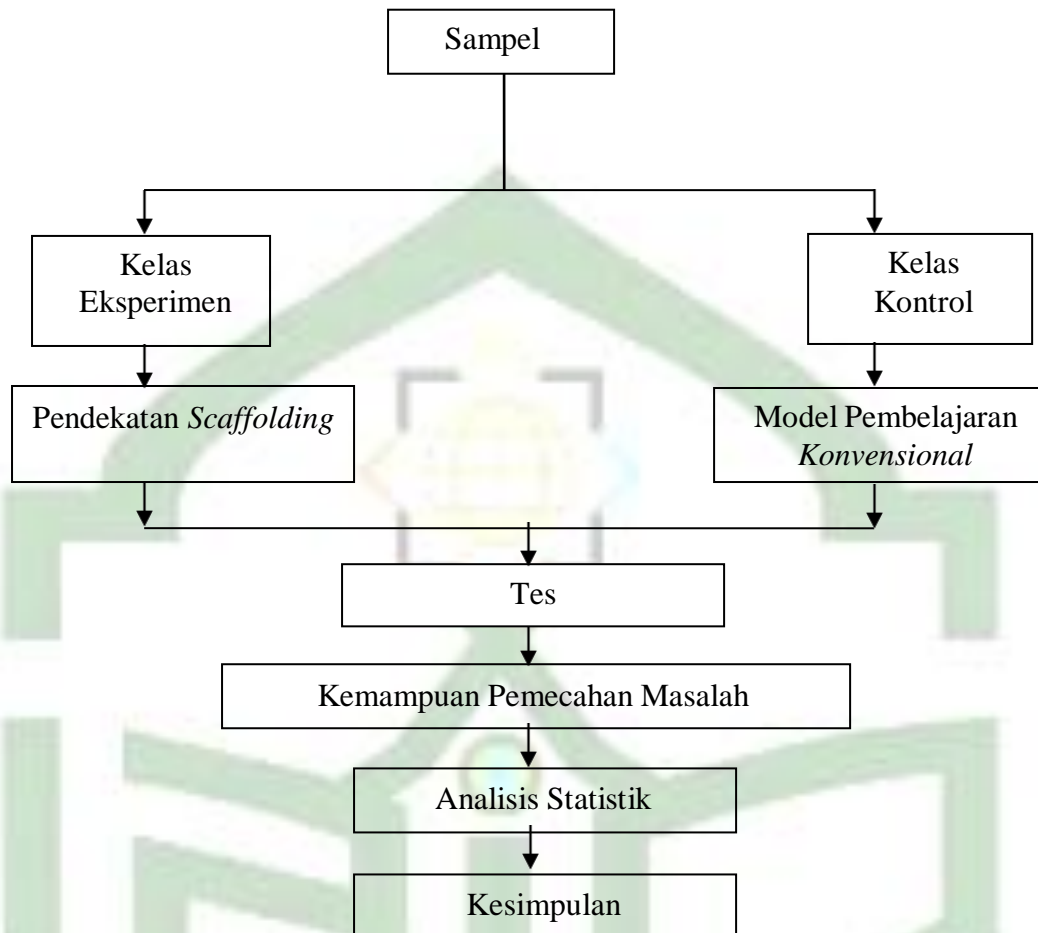 Sampel
Kelas
Eksperimen
Kelas
Kontrol
Pendekatan Scaffolding
Model Pembelajaran
Konvensional
Tes
Kemampuan Pemecahan Masalah
Analisis Statistik
Kesimpulan